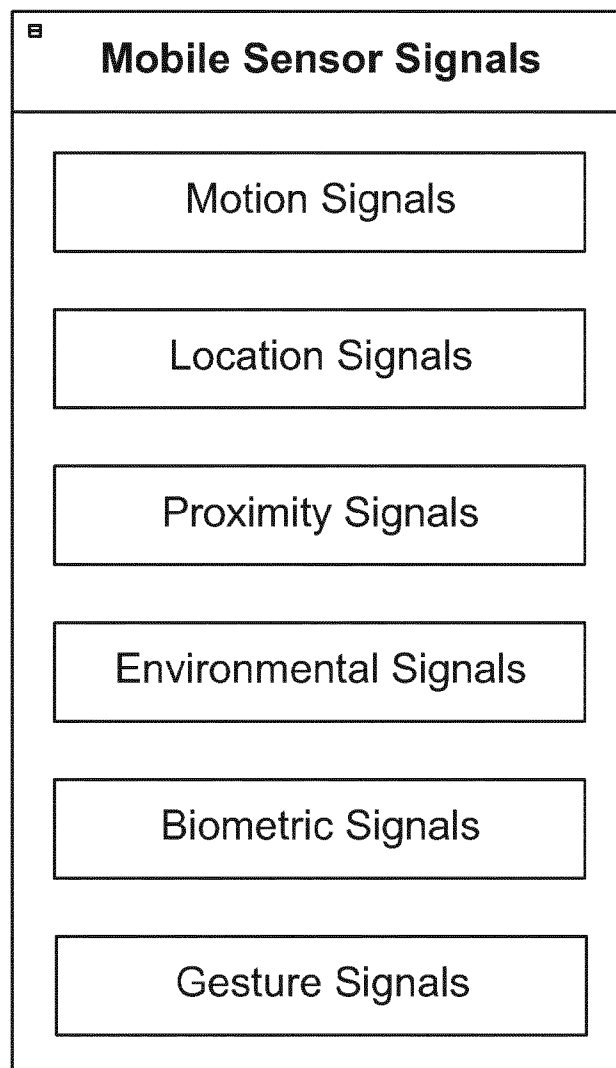 Mobile Sensor Signals
Motion Signals
Location Signals
Proximity Signals
Environmental Signals
Biometric Signals
Gesture Signals